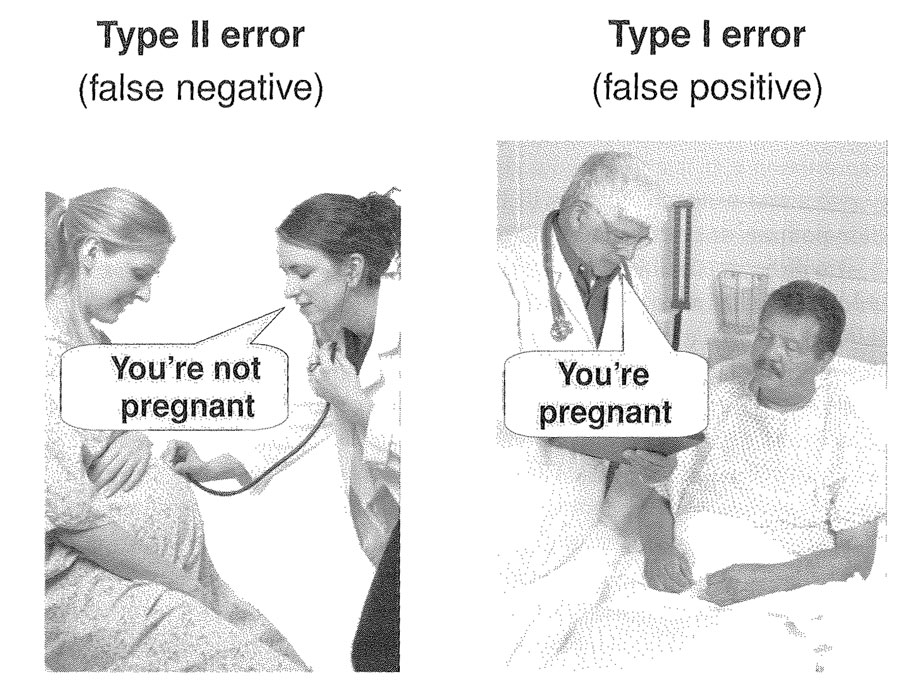 Type II error
(false negative)
You're not
pregnant
Type I error
(false positive)
You're
pregnant